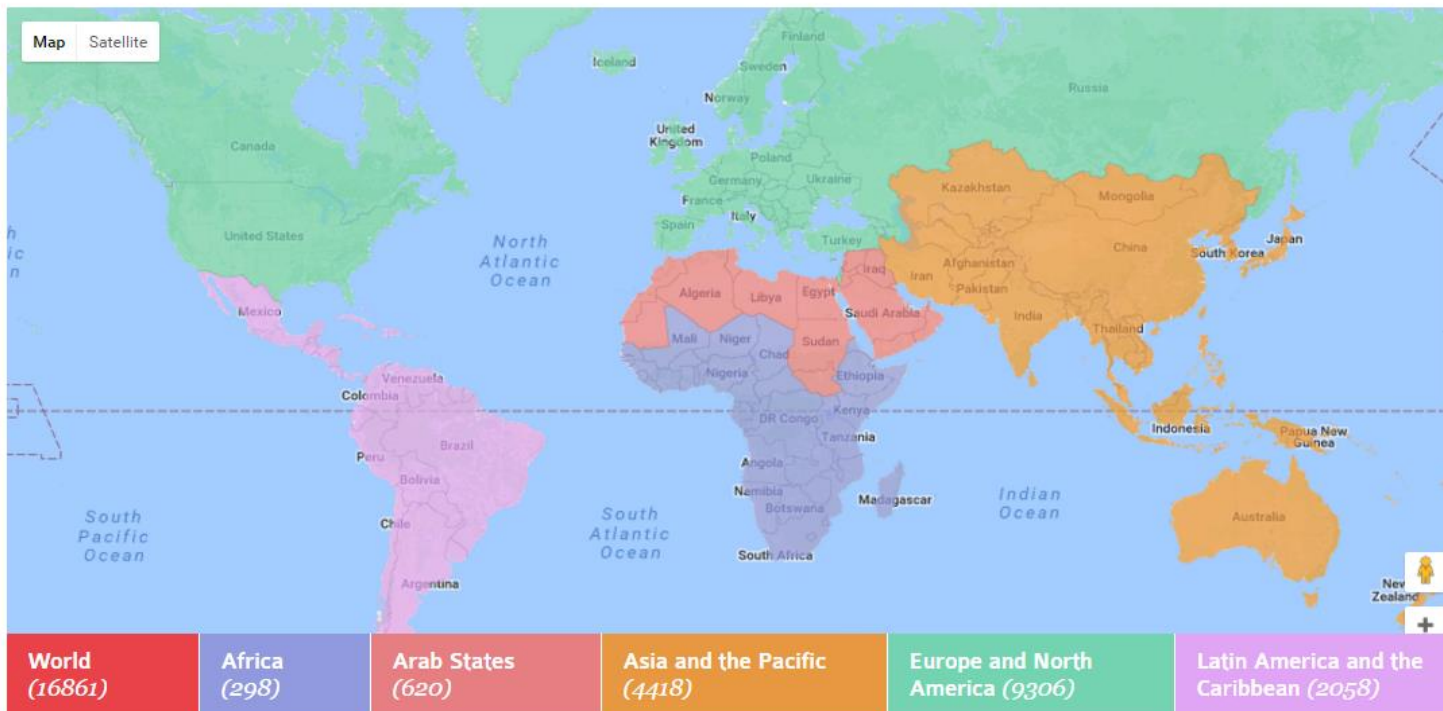 Map
Satellite
Finland
Iceland
Sweden
Russia
Norway
United
Kingdom
Canada
Poland
Germany
Ukraine
Kazakhstan
Mongolia
France
Italy
Spain
United States
Turkey
China
South Korea
Japan
North
Atlantic
Ocean
Afghanistan
Iraq
Iran
Pakistan
Algeria
Libya
Egypt
Saudi Arabia
India
Mexico
Mali
Niger
Chad
Sudan
Thailand
Venezuela
Nigeria
Ethiopia
Colombia
DR Congo
Kenya
Indonesia
Papua New
Guinea
Tanzania
Brazil
Peru
Angola
Bolivia
Namibia
Madagascar
Botswana
Indian
Ocean
Australia
South
Pacific
Ocean
Chile
South
Atlantic
Ocean
South Africa
Argentina
New
Zealand
World
(16861)
Africa
(298)
Arab States
(620)
Asia and the Pacific
(4418)
Europe and North
America (9306)
Latin America and the
Caribbean (2058)